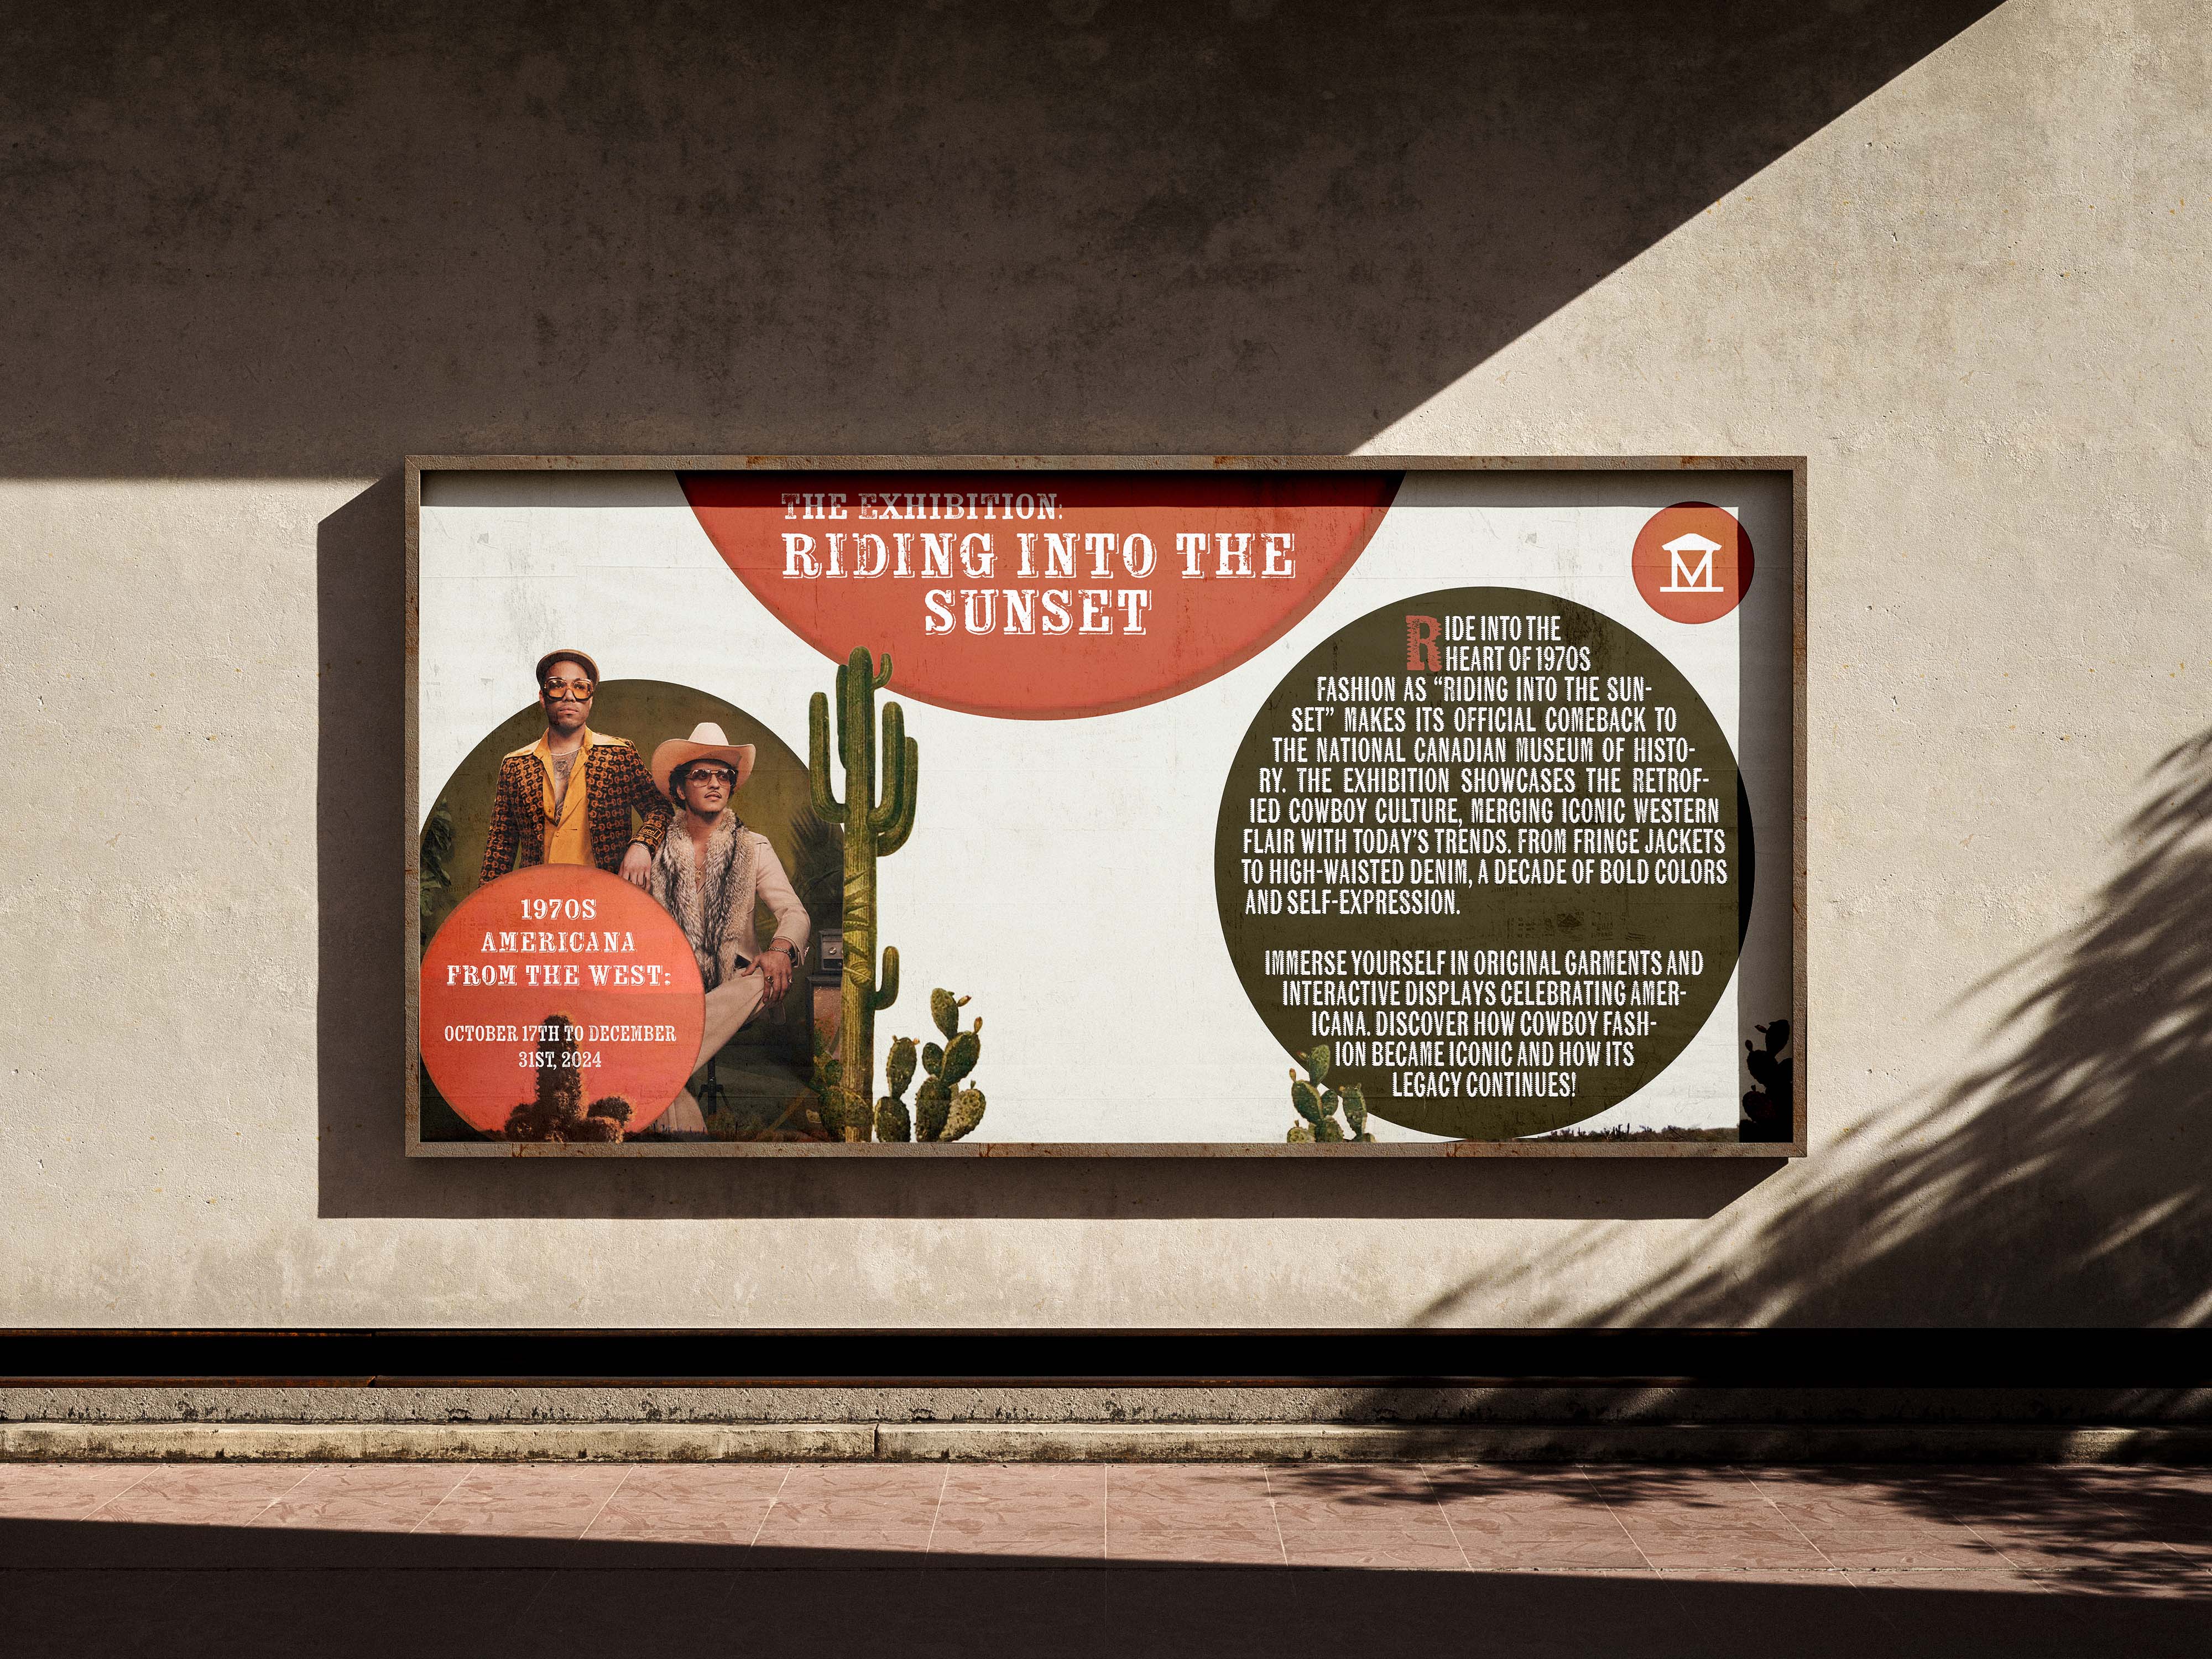 THE EXHIBITION:
RIDING INTO THE
SUNSET
1970S
AMERICANA
FROM THE WEST:
OCTOBER 17TH TO DECEMBER
31ST, 2024
RIDE INTO THE
HEART OF 1970S
FASHION AS “RIDING INTO THE SUN-
SET” MAKES ITS OFFICIAL COMEBACK TO
THE NATIONAL CANADIAN MUSEUM OF HISTO-
RY. THE EXHIBITION SHOWCASES THE RETROF-
IED COWBOY CULTURE, MERGING ICONIC WESTERN
FLAIR WITH TODAY’S TRENDS. FROM FRINGE JACKETS
TO HIGH-WAISTED DENIM, A DECADE OF BOLD COLORS
AND SELF-EXPRESSION.
IMMERSE YOURSELF IN ORIGINAL GARMENTS AND
INTERACTIVE DISPLAYS CELEBRATING AMER-
ICANA. DISCOVER HOW COWBOY FASH-
ION BECAME ICONIC AND HOW ITS
LEGACY CONTINUES!